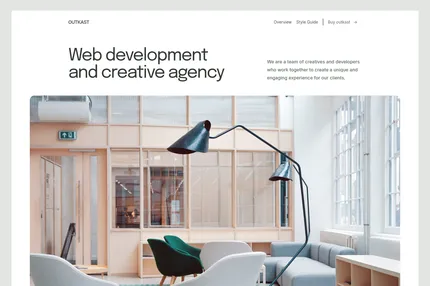 OUTKAST
Overview Style Guide Buy outkast →
Web development
and creative agency
We are a team of creatives and developers
who work together to create a unique and
engaging experience for our clients.